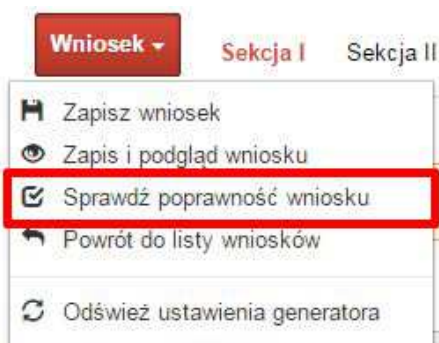 Wniosek Sekcja I Sekcja II
Zapisz wniosek
Zapis i podgląd wniosku
Sprawdź poprawność wniosku
Powrót do listy wniosków
Odśwież ustawienia generatora